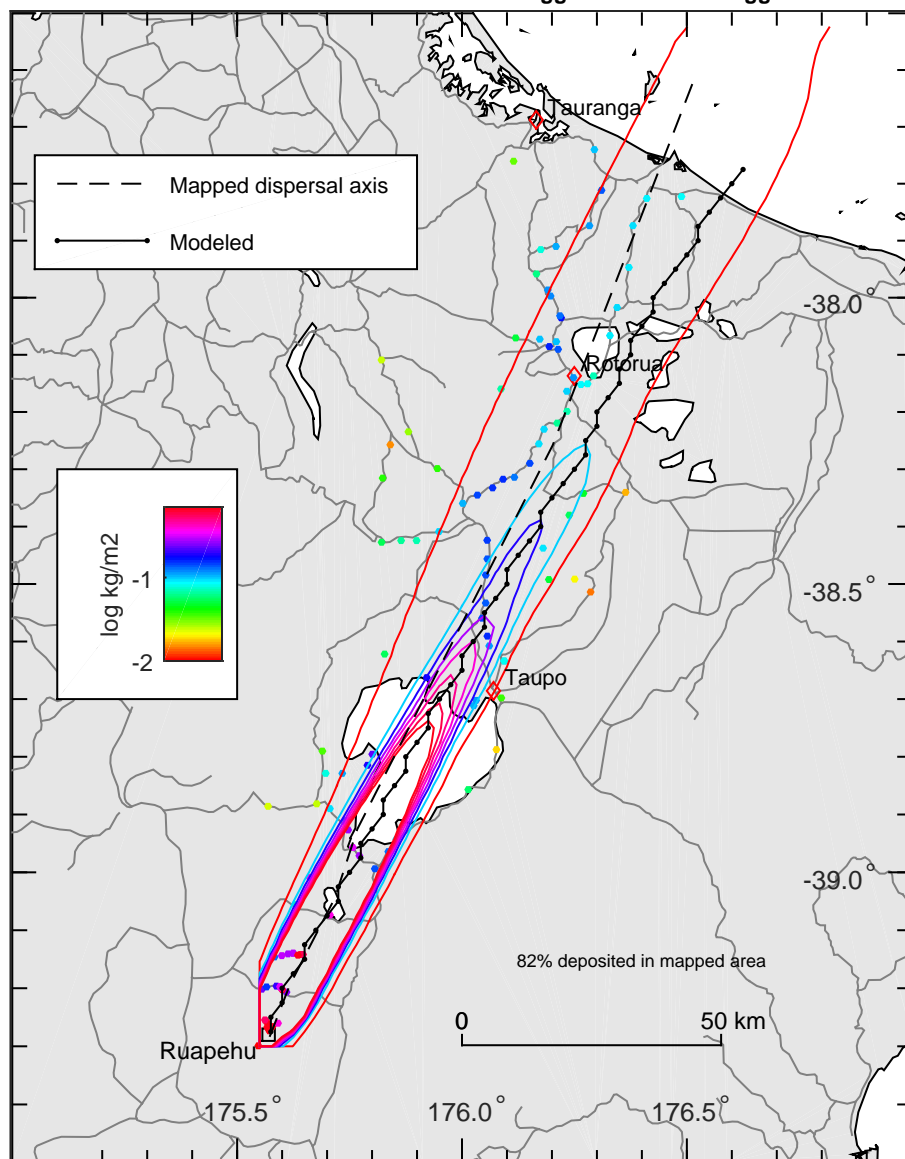 Tauranga
Mapped dispersal axis
Modeled
-38.0°
Rotorua
log kg/m2
-1
-2
-38.5°
Taupo
-39.0°
82% deposited in mapped area
0
50 km
Ruapehu
175.5°
176.0°
176.5°